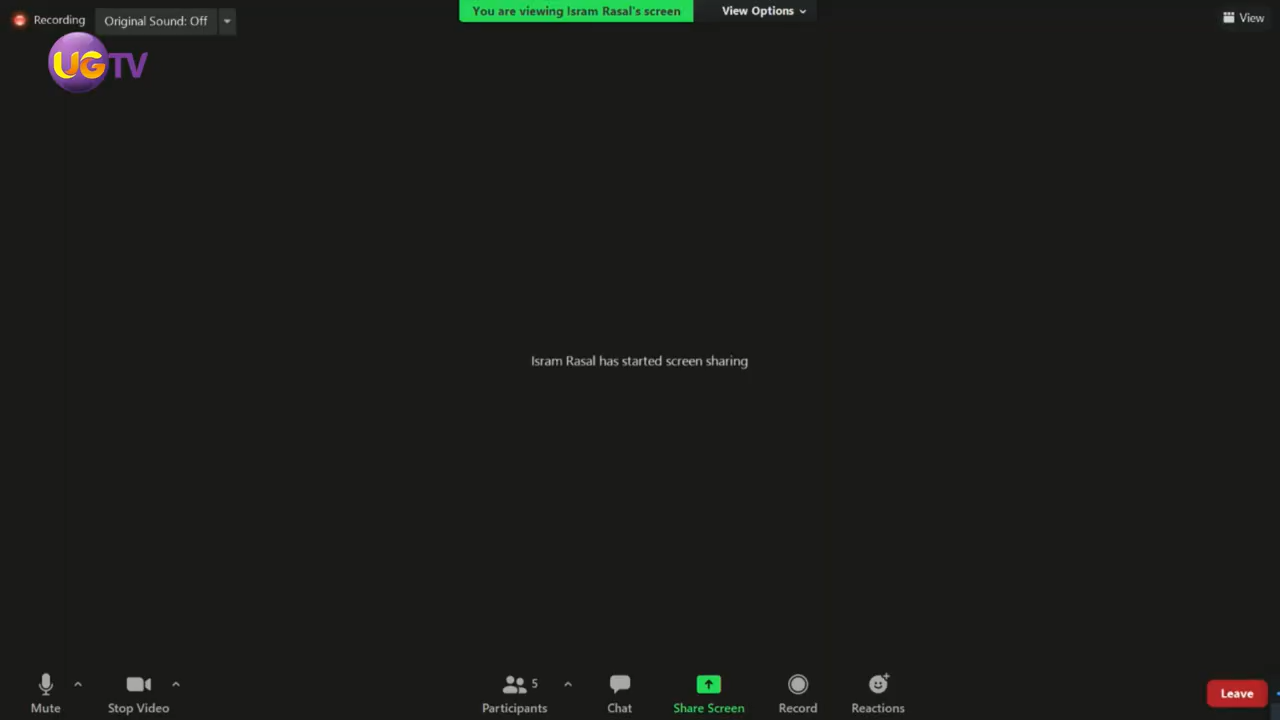 Recording
Original Sound: Off
You are viewing Isram Rasal's screen
View Options
View
UGTV
Isram Rasal has started screen sharing
Mute
Stop Video
5
Participants
Chat
Share Screen
Record
Reactions
Leave